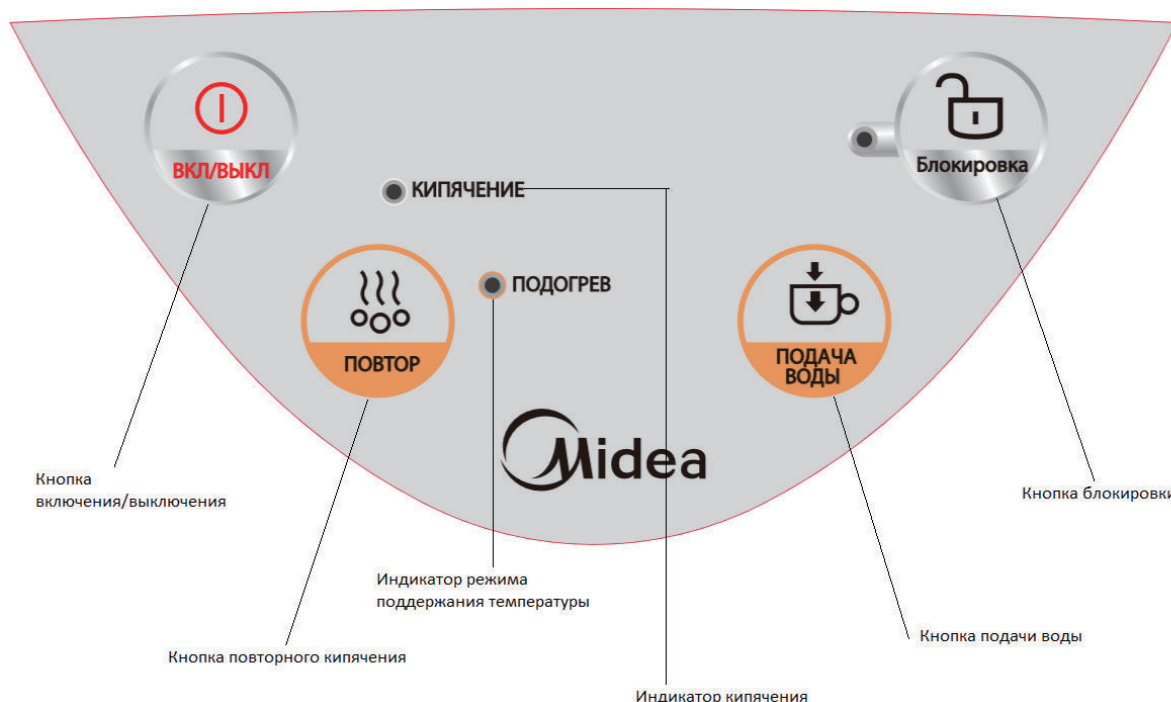 ВКЛ/ВЫКЛ
Блокировка
КИПЯЧЕНИЕ
ПОДОГРЕВ
ПОВТОР
ПОДАЧА
ВОДЫ
Midea
Кнопка
включения/выключения
Кнопка блокировки
Индикатор режима
поддержания температуры
Кнопка подачи воды
Кнопка повторного кипячения
Индикатор кипячения